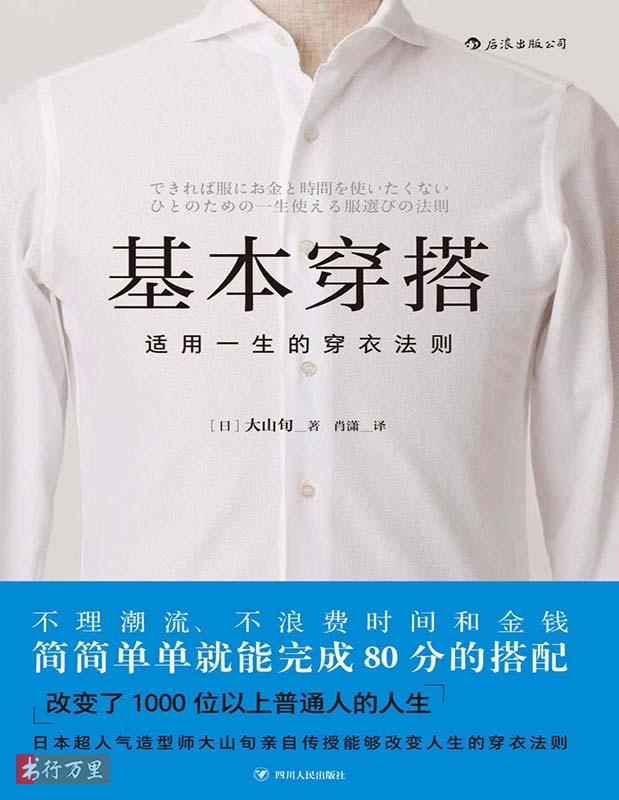 后浪出版公司
できれば服にお金と時間を使いたくない
ひとのための一生使える服選びの法則
基本穿搭
适用一生的穿衣法则
[日]大山旬__著 肖潇__译
不理潮流、不浪费时间和金钱
简简单单就能完成80分的搭配
「改变了1000位以上普通人的人生」
日本超人气造型师大山旬亲自传授能够改变人生的穿衣法则
书行万里
四川人民出版社